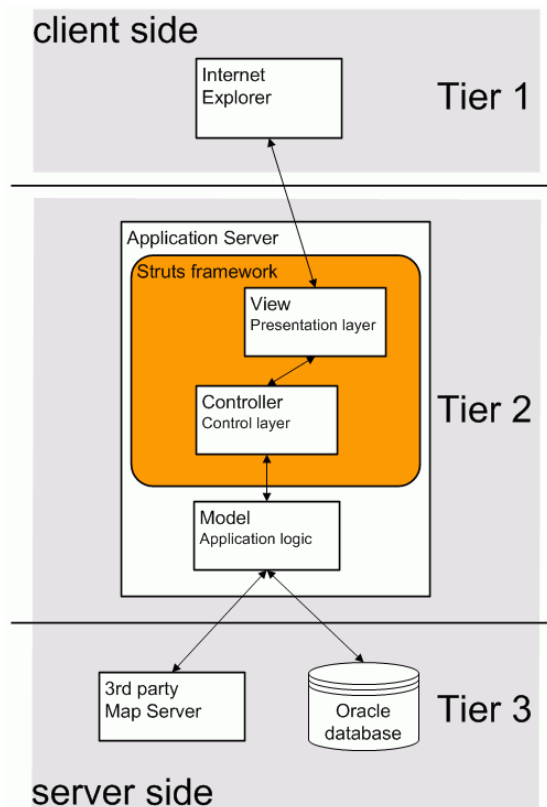 client side
Internet
Explorer
Tier 1
Application Server
Struts framework
View
Presentation layer
Controller
Control layer
Tier 2
Model
Application logic
3rd party
Map Server
Oracle
database
Tier 3
server side